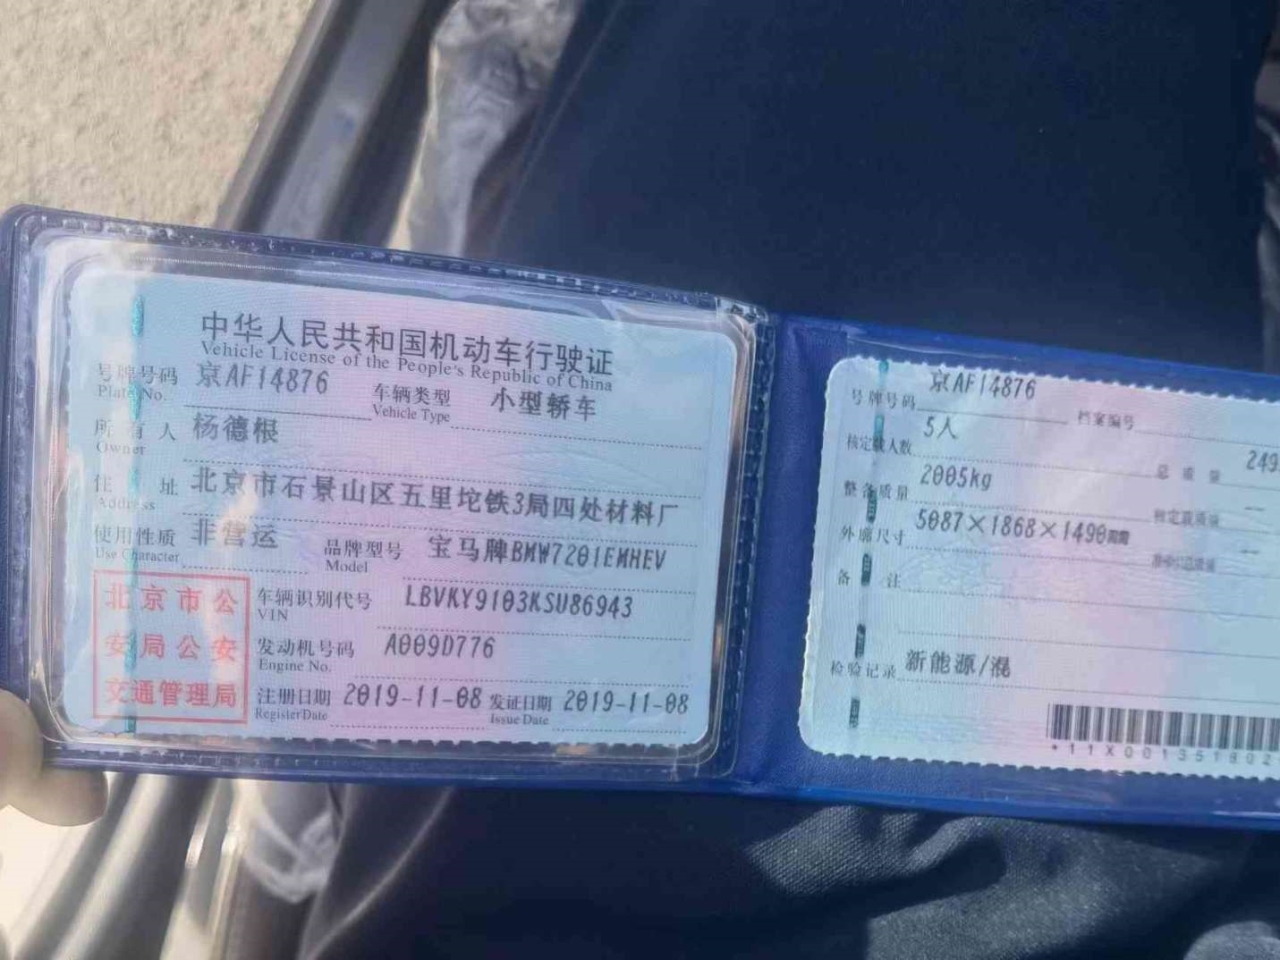 中华人民共和国机动车行驶证
Vehicle License of the People's Republic of China
号牌号码 京AF14876 车辆类型 小型轿车
Plate No. Vehicle Type
所有人 杨德根
Owner
住址 北京市石景山区五里坨铁3局四处材料厂
Address
使用性质 非营运 品牌型号 宝马牌BMW7201EMHEV
Use Character Model
北京市公
安局公安
交通管理局
车辆识别代号 LBVKY9103KSU86943
VIN
发动机号码 A009D776
Engine No.
注册日期 2019-11-08 发证日期 2019-11-08
Register Date Issue Date
号牌号码 京AF14876 档案编号
核定载人数 5人 总质量 249
整备质量 2005kg 核定载质量 —
外廓尺寸 5087×1868×1490 —
备注
检验记录 新能源/混
*11X001351802